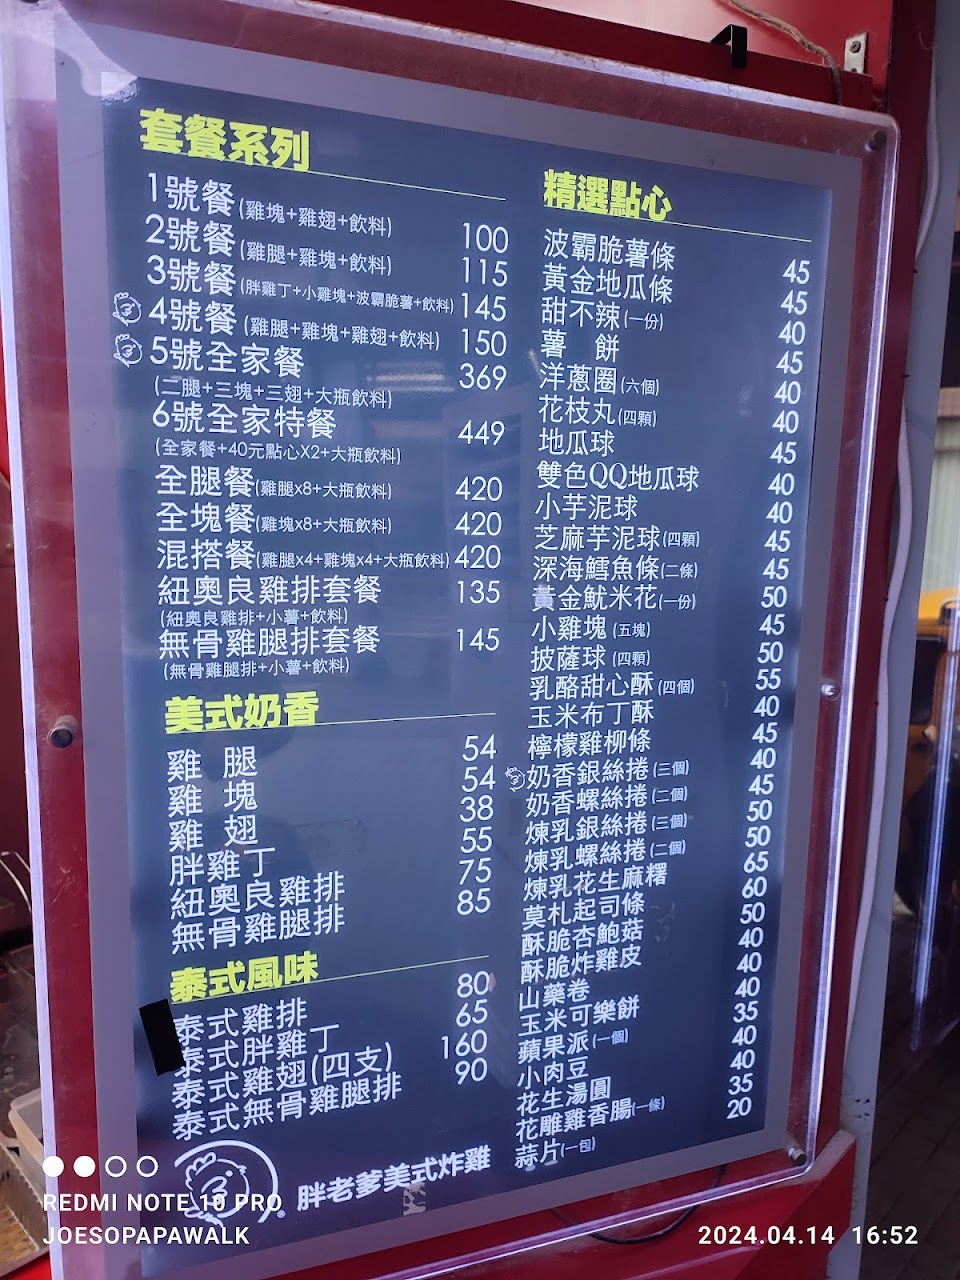 套餐系列
1號餐(雞塊+雞翅+飲料) 100
2號餐(雞腿+雞塊+飲料) 115
3號餐(胖雞丁+小雞塊+波霸脆薯+飲料) 145
4號餐(雞腿+雞塊+雞翅+飲料) 150
5號全家餐 369
(二腿+三塊+三翅+大瓶飲料)
6號全家特餐 449
(全家餐+40元點心X2+大瓶飲料)
全腿餐(雞腿x8+大瓶飲料) 420
全塊餐(雞塊x8+大瓶飲料) 420
混搭餐(雞腿x4+雞塊x4+大瓶飲料) 420
紐奧良雞排套餐 135
(紐奧良雞排+小薯+飲料)
無骨雞腿排套餐 145
(無骨雞腿排+小薯+飲料)
美式奶香
雞 腿 54
雞 塊 54
雞 翅 38
胖雞丁 55
紐奧良雞排 75
無骨雞腿排 85
泰式風味
泰式雞排 80
泰式胖雞丁 65
泰式雞翅(四支) 160
泰式無骨雞腿排 90
胖老爹美式炸雞
精選點心
波霸脆薯條 45
黃金地瓜條 45
甜不辣(一份) 40
薯 餅 45
洋蔥圈(六個) 40
花枝丸(四顆) 40
地瓜球 45
雙色QQ地瓜球 40
小芋泥球 40
芝麻芋泥球(四顆) 45
深海鱈魚條(二條) 45
黃金魷米花(一份) 50
小雞塊(五塊) 45
披薩球(四顆) 50
乳酪甜心酥(四個) 55
玉米布丁酥 40
檸檬雞柳條 45
奶香銀絲捲(三個) 40
奶香螺絲捲(二個) 45
煉乳銀絲捲(三個) 50
煉乳螺絲捲(二個) 50
煉乳花生麻糬 65
莫札起司條 60
酥脆杏鮑菇 50
酥脆炸雞皮 40
山藥卷 40
玉米可樂餅 40
蘋果派(一個) 35
小肉豆 40
花生湯圓 40
花雕雞香腸(一條) 35
蒜片(一包) 20
REDMI NOTE 10 PRO
JOESOPAPAWALK
2024.04.14 16:52